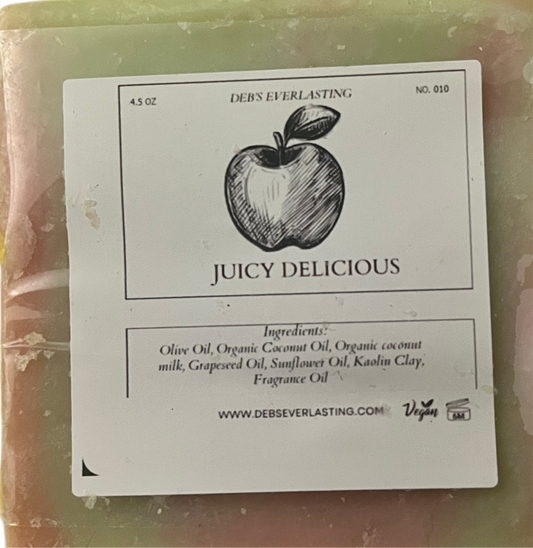 4.5 OZ DEB'S EVERLASTING NO. 010
JUICY DELICIOUS
Ingredients:
Olive Oil, Organic Coconut Oil, Organic coconut
milk, Grapeseed Oil, Sunflower Oil, Kaolin Clay,
Fragrance Oil
WWW.DEBSEVERLASTING.COM Vegan 6M